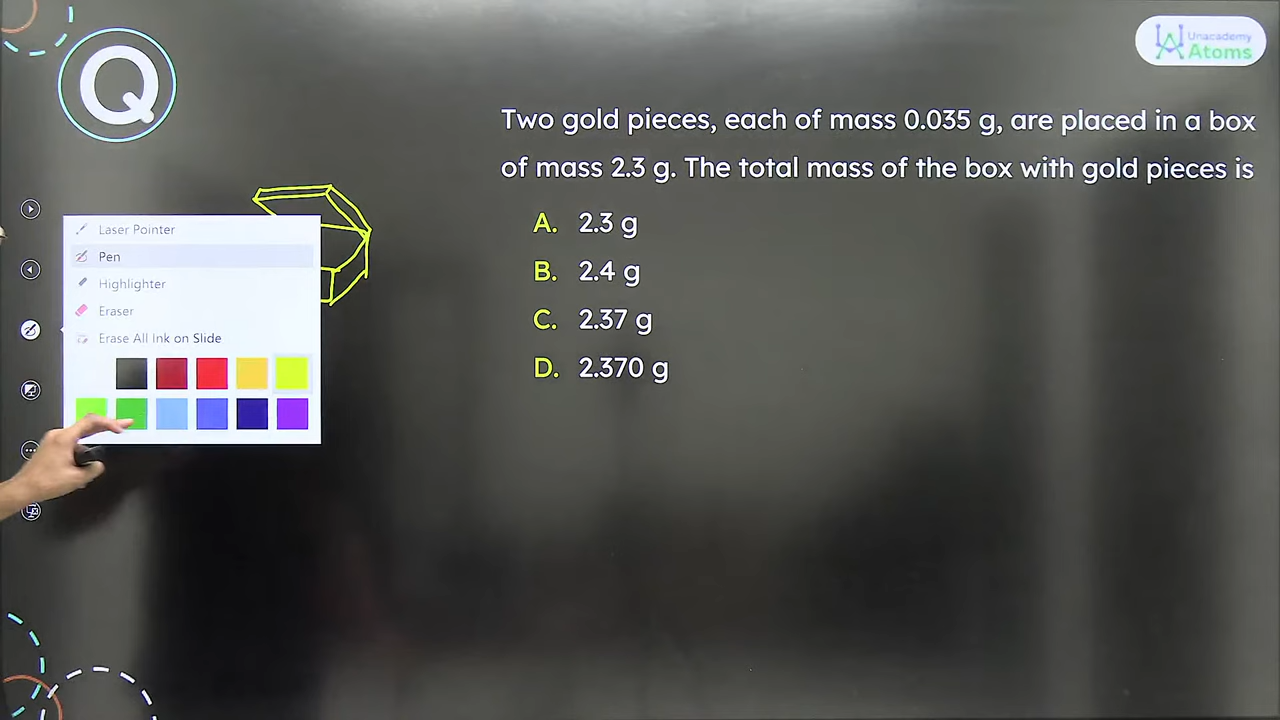 Q
Unacademy
Atoms
Two gold pieces, each of mass 0.035 g, are placed in a box
of mass 2.3 g. The total mass of the box with gold pieces is
A. 2.3 g
B. 2.4 g
C. 2.37 g
D. 2.370 g
Laser Pointer
Pen
Highlighter
Eraser
Erase All Ink on Slide